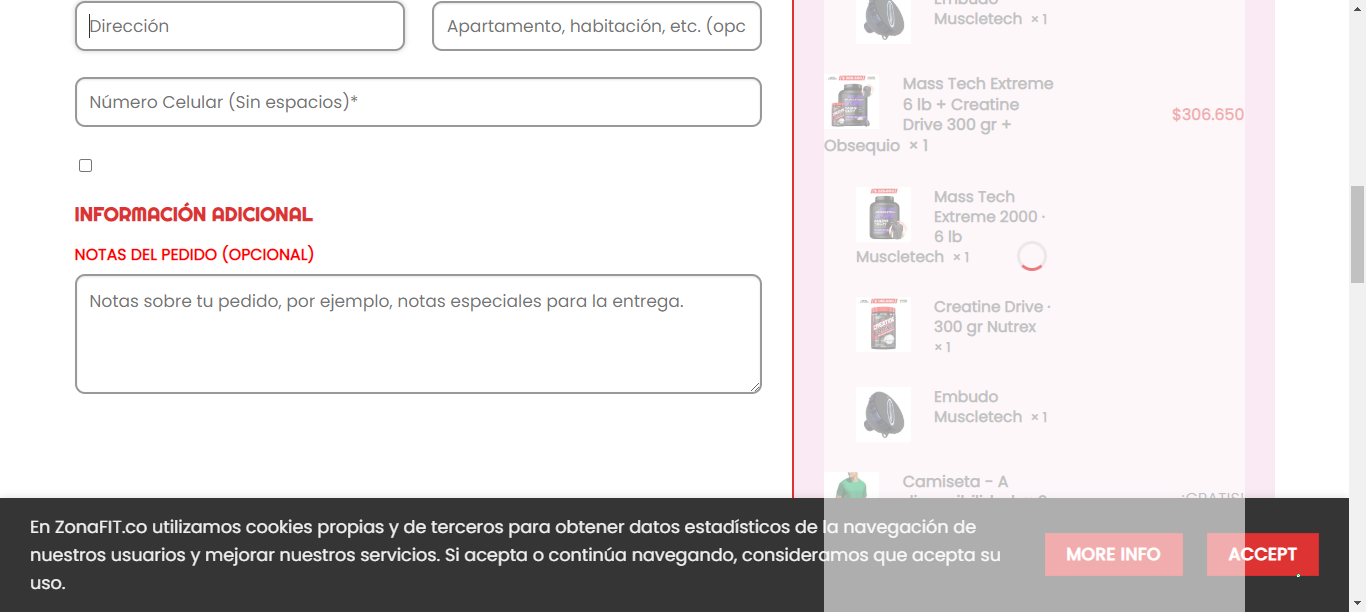 Dirección
Apartamento, habitación, etc. (opc
Número Celular (Sin espacios)*
INFORMACIÓN ADICIONAL
NOTAS DEL PEDIDO (OPCIONAL)
Notas sobre tu pedido, por ejemplo, notas especiales para la entrega.
Embudo
Muscletech × 1
Mass Tech Extreme
6 lb + Creatine
Drive 300 gr +
Obsequio × 1
$306.650
Mass Tech
Extreme 2000 ·
6 lb
Muscletech × 1
Creatine Drive ·
300 gr Nutrex
× 1
Embudo
Muscletech × 1
Camiseta - A
¡GRATIS!
En ZonaFIT.co utilizamos cookies propias y de terceros para obtener datos estadísticos de la navegación de
nuestros usuarios y mejorar nuestros servicios. Si acepta o continúa navegando, consideramos que acepta su
uso.
MORE INFO
ACCEPT